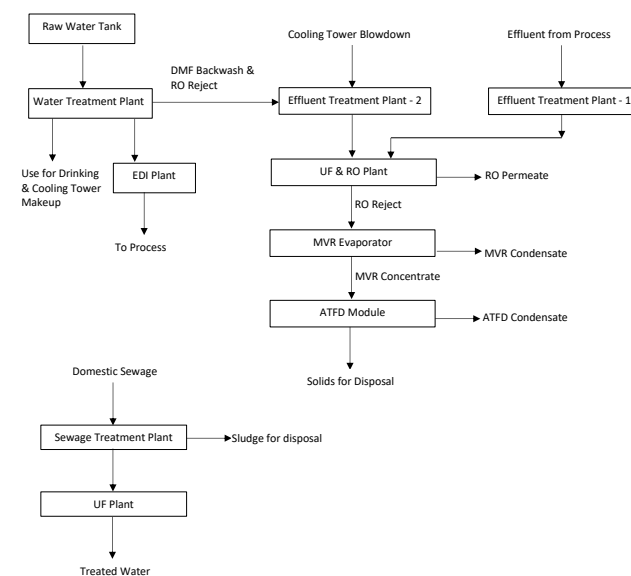 Raw Water Tank
Cooling Tower Blowdown
Effluent from Process
DMF Backwash &
RO Reject
Water Treatment Plant
Effluent Treatment Plant - 2
Effluent Treatment Plant - 1
Use for Drinking
& Cooling Tower
Makeup
EDI Plant
UF & RO Plant
RO Permeate
RO Reject
To Process
MVR Evaporator
MVR Condensate
MVR Concentrate
ATFD Module
ATFD Condensate
Solids for Disposal
Domestic Sewage
Sewage Treatment Plant
Sludge for disposal
UF Plant
Treated Water